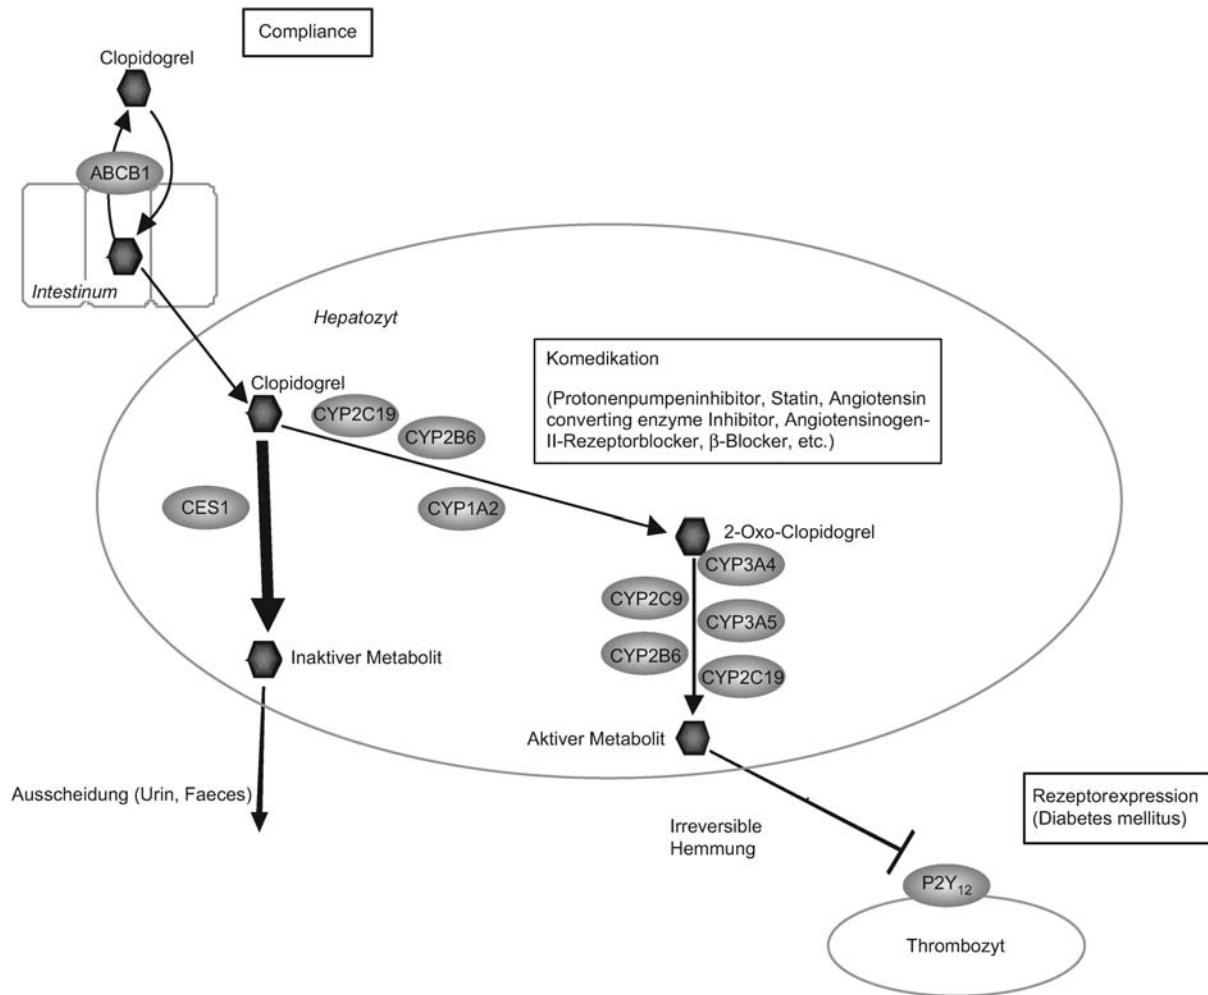 Compliance
Clopidogrel
ABCB1
Intestinum
Hepatozyt
Komedikation
(Protonenpumpeninhibitor, Statin, Angiotensin
converting enzyme Inhibitor, Angiotensinogen-
II-Rezeptorblocker, β-Blocker, etc.)
Clopidogrel
CYP2C19
CYP2B6
CYP1A2
CES1
2-Oxo-Clopidogrel
CYP3A4
CYP2C9
CYP3A5
CYP2B6
CYP2C19
Inaktiver Metabolit
Aktiver Metabolit
Ausscheidung (Urin, Faeces)
Irreversible
Hemmung
Rezeptorexpression
(Diabetes mellitus)
P2Y₁₂
Thrombozyt